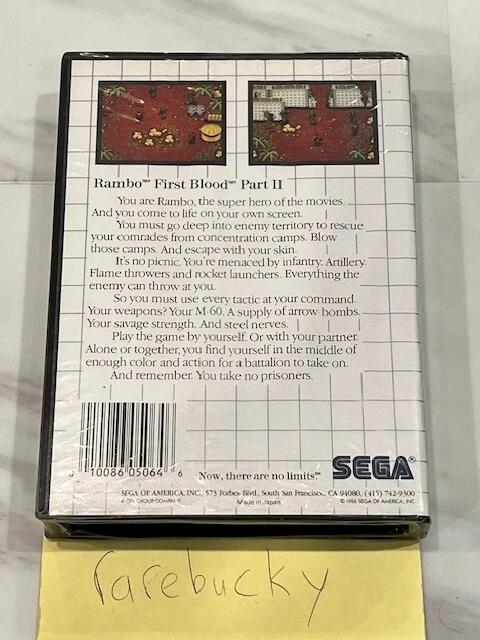 Rambo™ First Blood™ Part II
You are Rambo, the super hero of the movies.
And you come to life on your own screen.
You must go deep into enemy territory to rescue
your comrades from concentration camps. Blow
those camps. And escape with your skin.
It's no picnic. You're menaced by infantry. Artillery.
Flame throwers and rocket launchers. Everything the
enemy can throw at you.
So you must use every tactic at your command.
Your weapons? Your M-60. A supply of arrow bombs.
Your savage strength. And steel nerves.
Play the game by yourself. Or with your partner.
Alone or together, you find yourself in the middle of
enough color and action for a battalion to take on.
And remember. You take no prisoners.
0 10086 05064 6
Now, there are no limits.™ SEGA®
SEGA OF AMERICA, INC., 573 Forbes Blvd., South San Francisco, CA 94080, (415) 742-9300
A CSK GROUP COMPANY Made in Japan © 1986 SEGA OF AMERICA, INC.
rarebucky